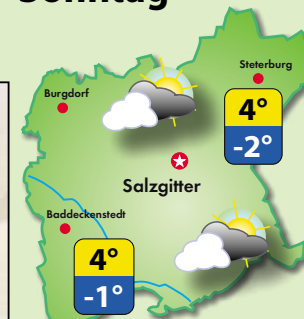 Sonntag
Steterburg
Burgdorf
4°
-2°
Salzgitter
Baddeckenstedt
4°
-1°